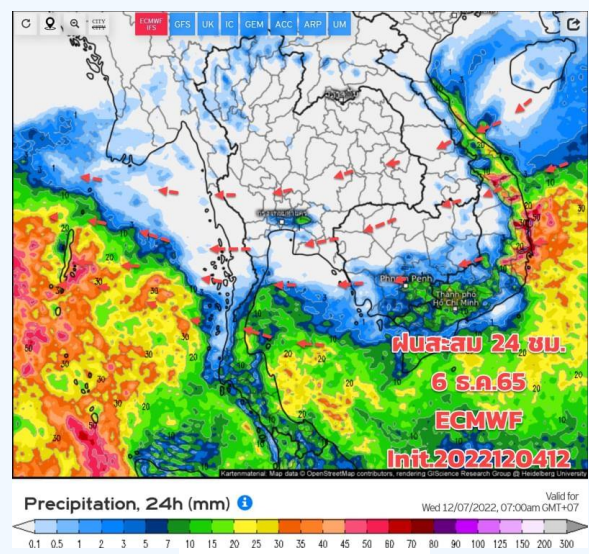 CITY
CITY
ECMWF
IFS
GFS
UK
IC
GEM
ACC
ARP
UM
Phnom Penh
Thành phố
Hồ Chí Minh
ฝนสะสม 24 ชม.
6 ธ.ค.65
ECMWF
Init.2022120412
Kartenmaterial: Map data © OpenStreetMap contributors, rendering GIScience Research Group @ Heidelberg University
Precipitation, 24h (mm)
Valid for
Wed 12/07/2022, 07:00am GMT+07
0.1 0.5 1 2 3 5 7 10 15 20 25 30 35 40 45 50 60 70 80 90 100 125 150 200 300